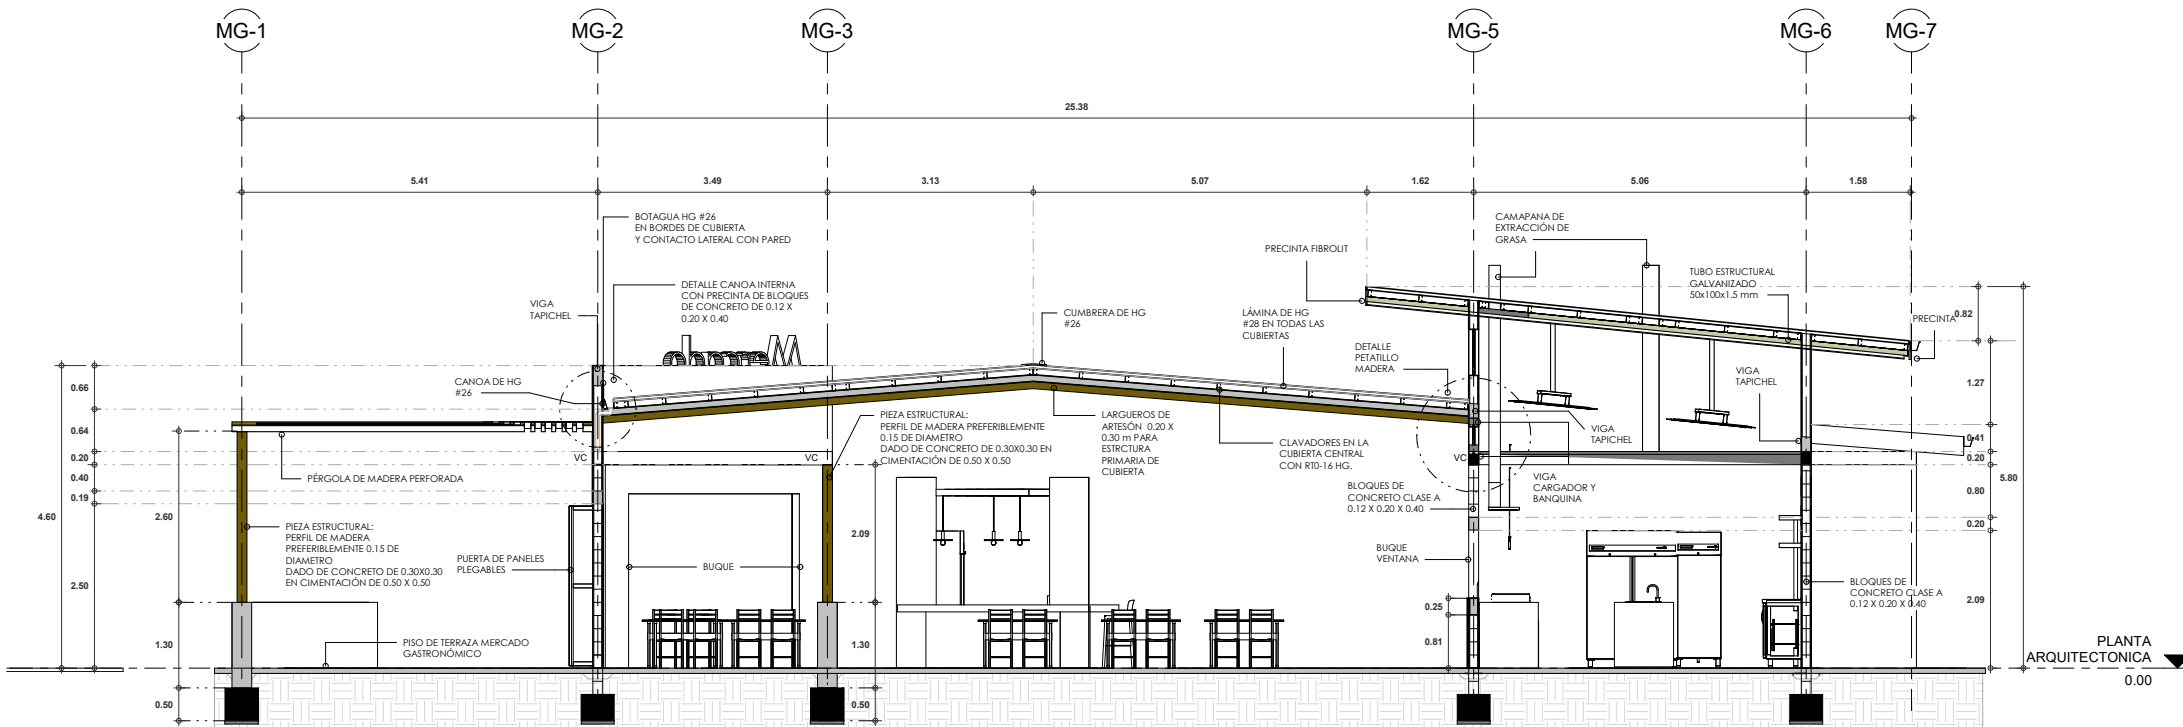 MG-1
MG-2
MG-3
MG-5
MG-6
MG-7
25.38
5.41
3.49
3.13
5.07
1.62
5.06
1.58
BOTAGUA HG #26
EN BORDES DE CUBIERTA
Y CONTACTO LATERAL CON PARED
CAMAPANA DE
EXTRACCIÓN DE
GRASA
PRECINTA FIBROLIT
TUBO ESTRUCTURAL
GALVANIZADO
50x100x1.5 mm
DETALLE CANOA INTERNA
CON PRECINTA DE BLOQUES
DE CONCRETO DE 0.12 X
0.20 X 0.40
VIGA
TAPICHEL
CUMBRERA DE HG
#26
LÁMINA DE HG
#28 EN TODAS LAS
CUBIERTAS
PRECINTA
0.82
DETALLE
PETATILLO
MADERA
VIGA
TAPICHEL
CANOA DE HG
#26
0.66
1.27
PIEZA ESTRUCTURAL:
PERFIL DE MADERA PREFERIBLEMENTE
0.15 DE DIAMETRO
DADO DE CONCRETO DE 0.30X0.30 EN
CIMENTACIÓN DE 0.50 X 0.50
LARGUEROS DE
ARTESÓN 0.20 X
0.30 m PARA
ESTRCTURA
PRIMARIA DE
CUBIERTA
CLAVADORES EN LA
CUBIERTA CENTRAL
CON RT0-16 HG.
VIGA
TAPICHEL
0.64
0.41
VC
VC
VC
0.20
0.20
0.40
0.19
PÉRGOLA DE MADERA PERFORADA
BLOQUES DE
CONCRETO CLASE A
0.12 X 0.20 X 0.40
VIGA
CARGADOR Y
BANQUINA
0.80
5.80
4.60
2.60
0.20
PIEZA ESTRUCTURAL:
PERFIL DE MADERA
PREFERIBLEMENTE 0.15 DE
DIAMETRO
DADO DE CONCRETO DE 0.30X0.30
EN CIMENTACIÓN DE 0.50 X 0.50
PUERTA DE PANELES
PLEGABLES
BUQUE
2.09
BUQUE
VENTANA
2.50
BLOQUES DE
CONCRETO CLASE A
0.12 X 0.20 X 0.40
2.09
0.25
0.81
1.30
PISO DE TERRAZA MERCADO
GASTRONÓMICO
1.30
PLANTA
ARQUITECTONICA
0.00
0.50
0.50